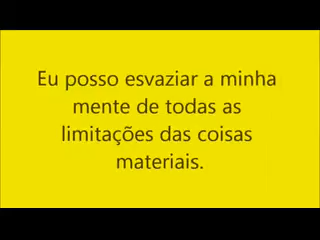 Eu posso esvaziar a minha
mente de todas as
limitações das coisas
materiais.